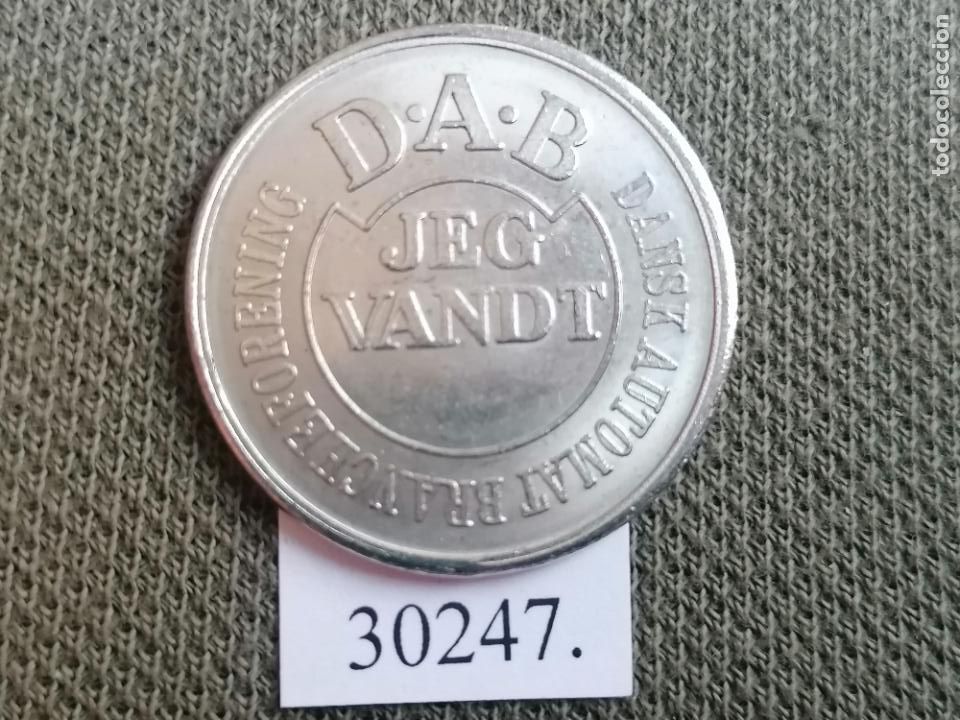 D·A·B
JEG
VANDT
DANSK AUTOMAT BRANCHEFORENING
30247.
todocoleccion